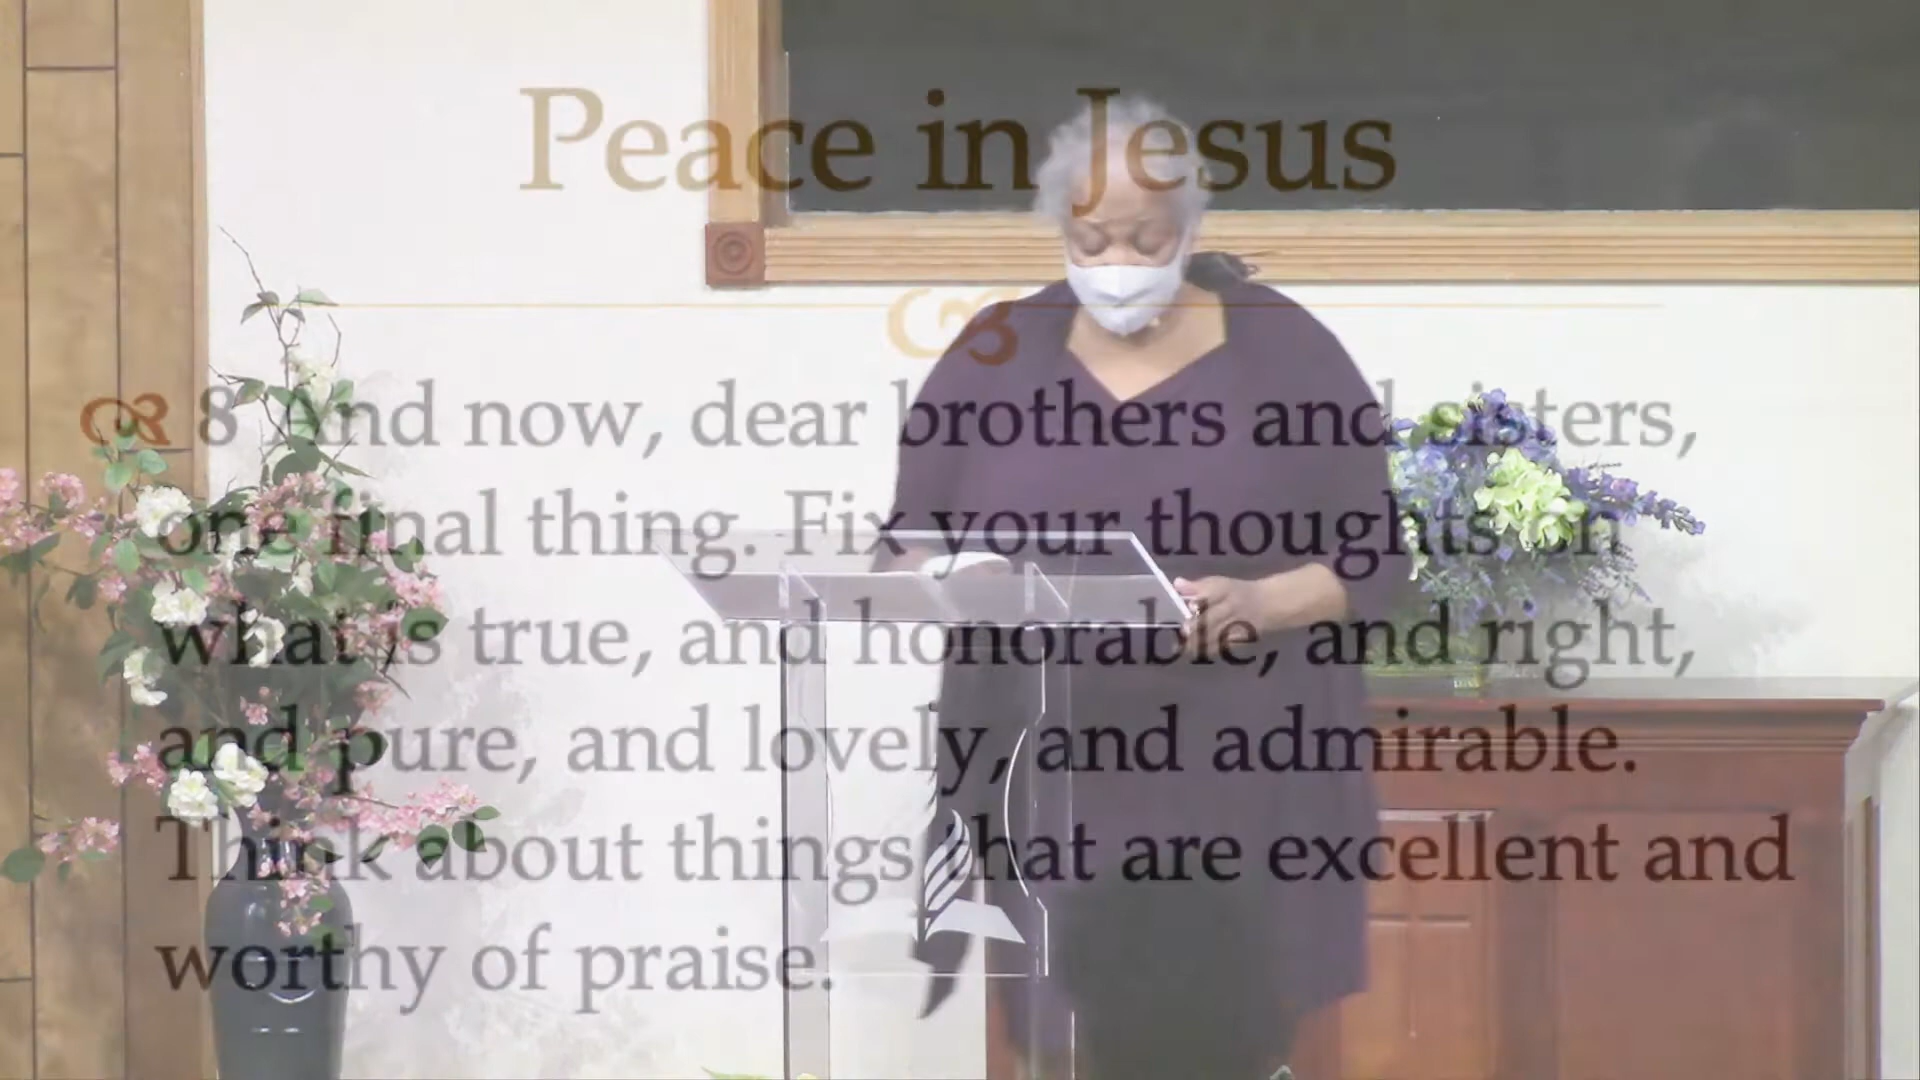 Peace in Jesus
8 And now, dear brothers and sisters,
one final thing. Fix your thoughts on
what is true, and honorable, and right,
and pure, and lovely, and admirable.
Think about things that are excellent and
worthy of praise.